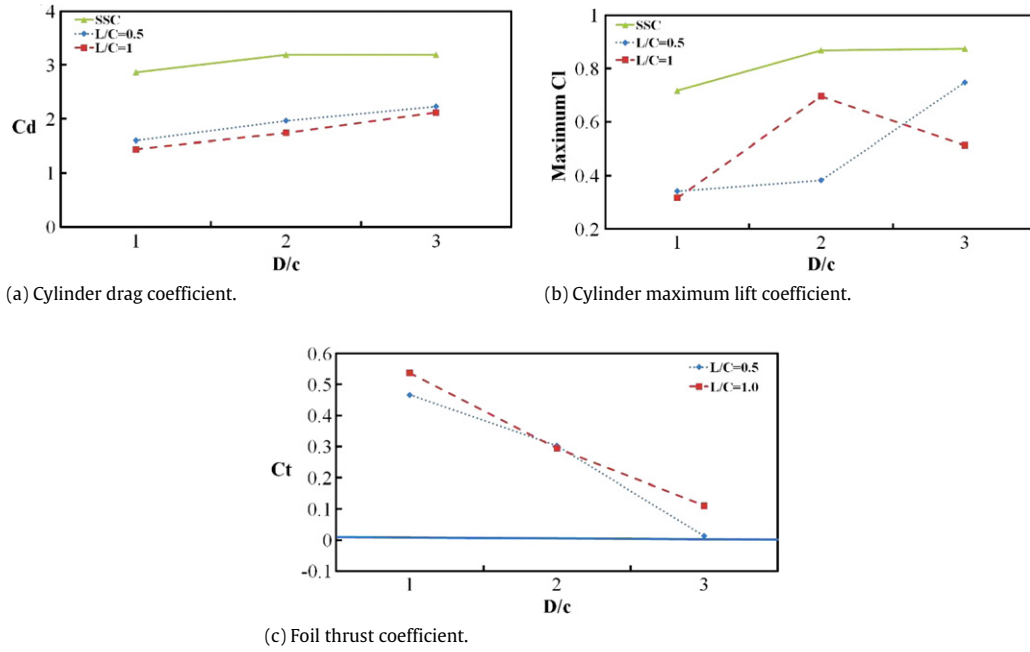 4
3
2
1
0
Cd
SSC
L/C=0.5
L/C=1
1 2 3
D/c
(a) Cylinder drag coefficient.
1
0.8
0.6
0.4
0.2
Maximum Cl
SSC
L/C=0.5
L/C=1
1 2 3
D/c
(b) Cylinder maximum lift coefficient.
0.6
0.5
0.4
0.3
0.2
0.1
0
-0.1
Ct
L/C=0.5
L/C=1.0
1 2 3
D/c
(c) Foil thrust coefficient.